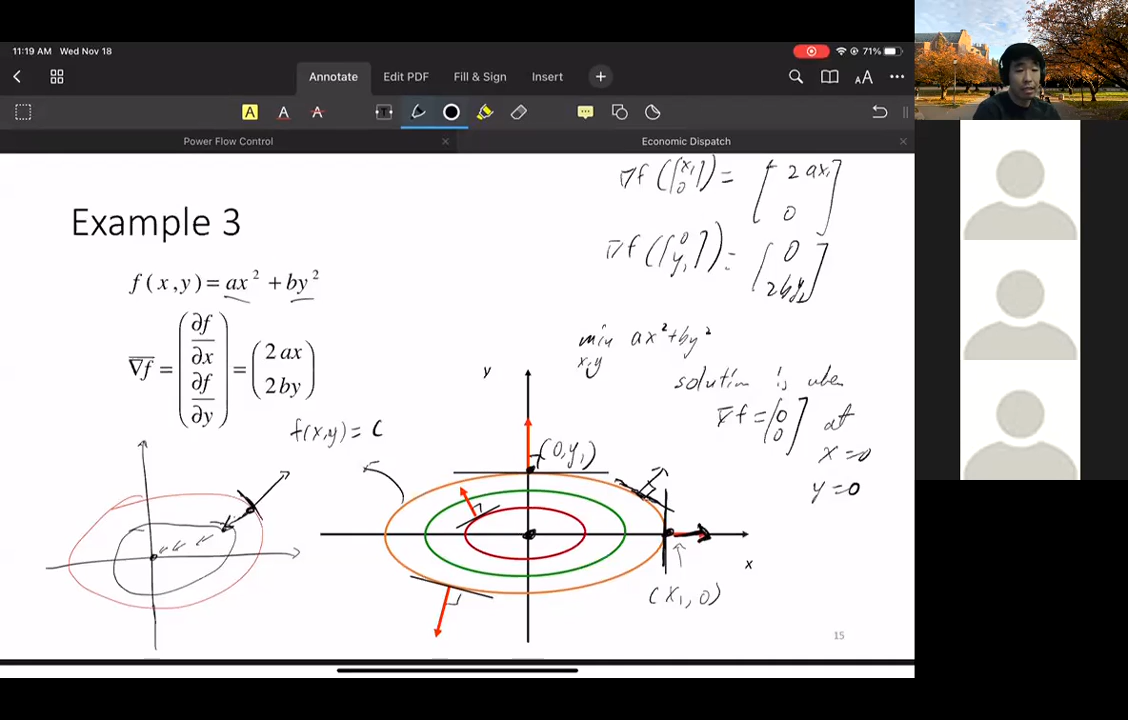 11:19 AM Wed Nov 18
71%
Annotate
Edit PDF
Fill & Sign
Insert
A
A
A
T
AA
Power Flow Control
Economic Dispatch
∇f([x₁ 0]) = [2ax₁ 0]
Example 3
∇f([0 y₁]) = [0 2by₁]
f(x,y) = ax² + by²
∇f = (∂f/∂x ∂f/∂y) = (2ax 2by)
min ax²+by²
x,y
solution is when
∇f = [0 0] at
x=0
y=0
f(x,y) = C
y
(0,y₁)
x
(x₁, 0)
15